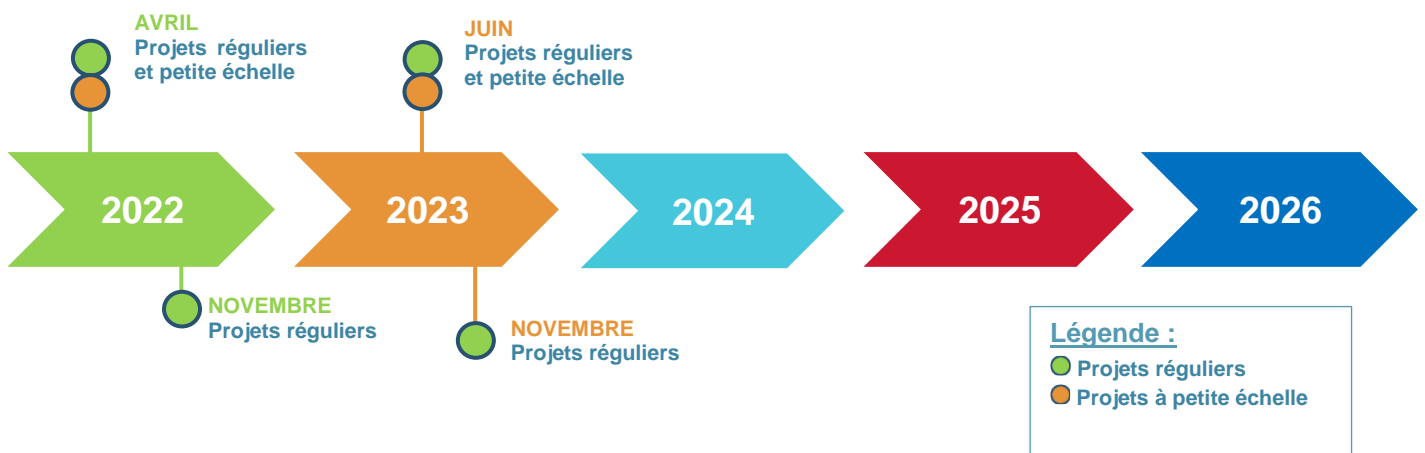 AVRIL
Projets réguliers
et petite échelle
JUIN
Projets réguliers
et petite échelle
2022
2023
2024
2025
2026
NOVEMBRE
Projets réguliers
NOVEMBRE
Projets réguliers
Légende :
Projets réguliers
Projets à petite échelle